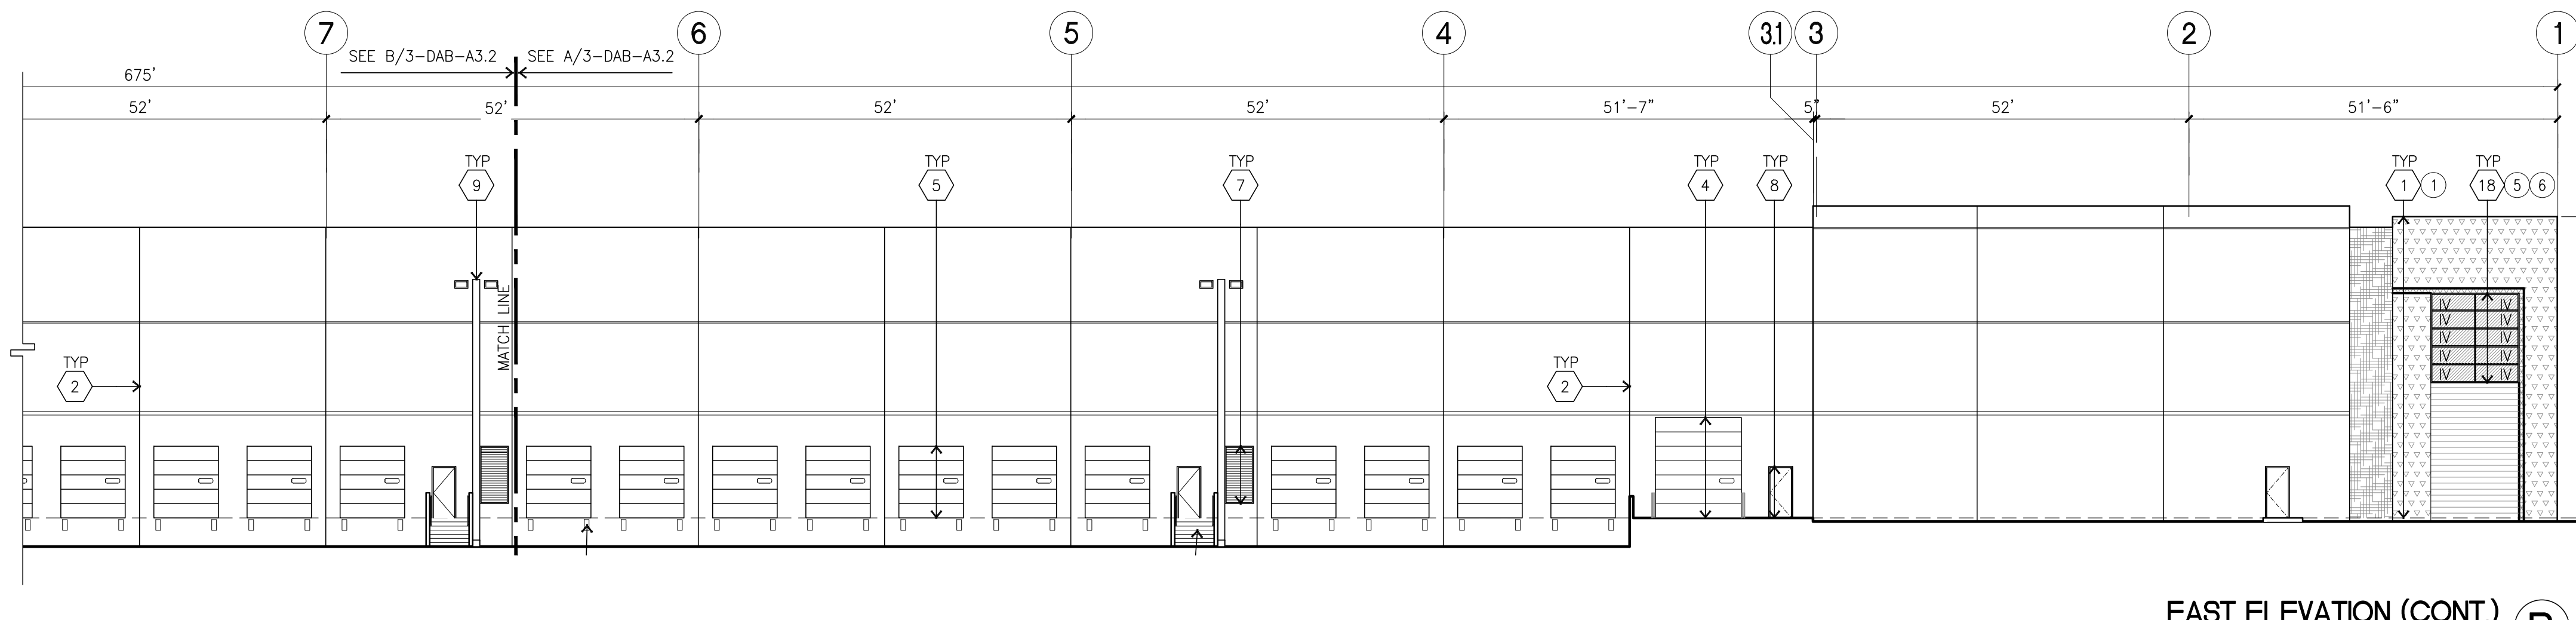 7 6 5 4 3.1 3 2 1
SEE B/3-DAB-A3.2 SEE A/3-DAB-A3.2
675'
52' 52' 52' 52' 51'-7" 5" 52' 51'-6"
TYP TYP TYP TYP TYP TYP TYP
9 5 7 4 8 1 1 18 5 6
MATCH LINE
IV IV
IV IV
IV IV
IV IV
IV IV
TYP TYP
2 2
EAST ELEVATION (CONT.)